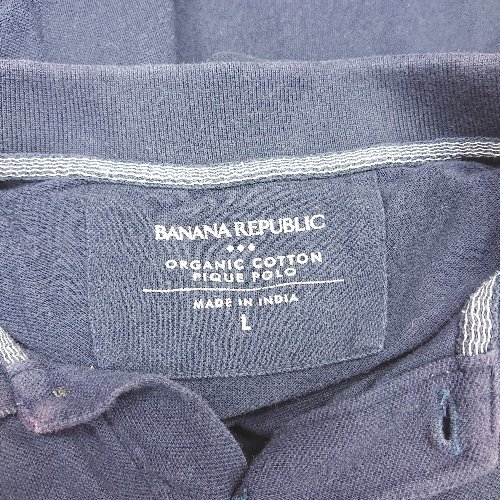 BANANA REPUBLIC
ORGANIC COTTON
PIQUE POLO
MADE IN INDIA
L